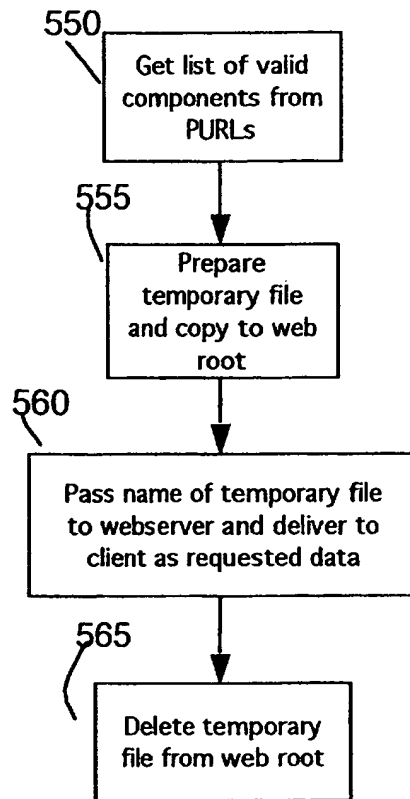 550
Get list of valid
components from
PURLs
555
Prepare
temporary file
and copy to web
root
560
Pass name of temporary file
to webserver and deliver to
client as requested data
565
Delete temporary
file from web root